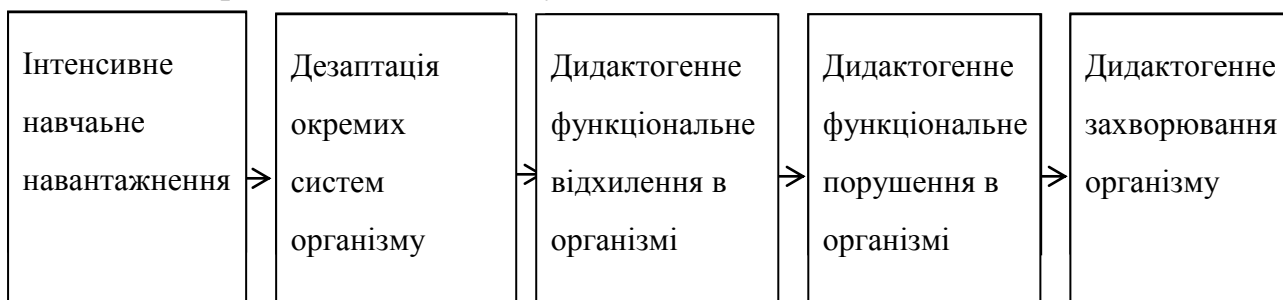 Інтенсивне
навчаьне
навантажнення
Дезаптація
окремих
систем
організму
Дидактогенне
функціональне
відхилення в
організмі
Дидактогенне
функціональне
порушення в
організмі
Дидактогенне
захворювання
організму